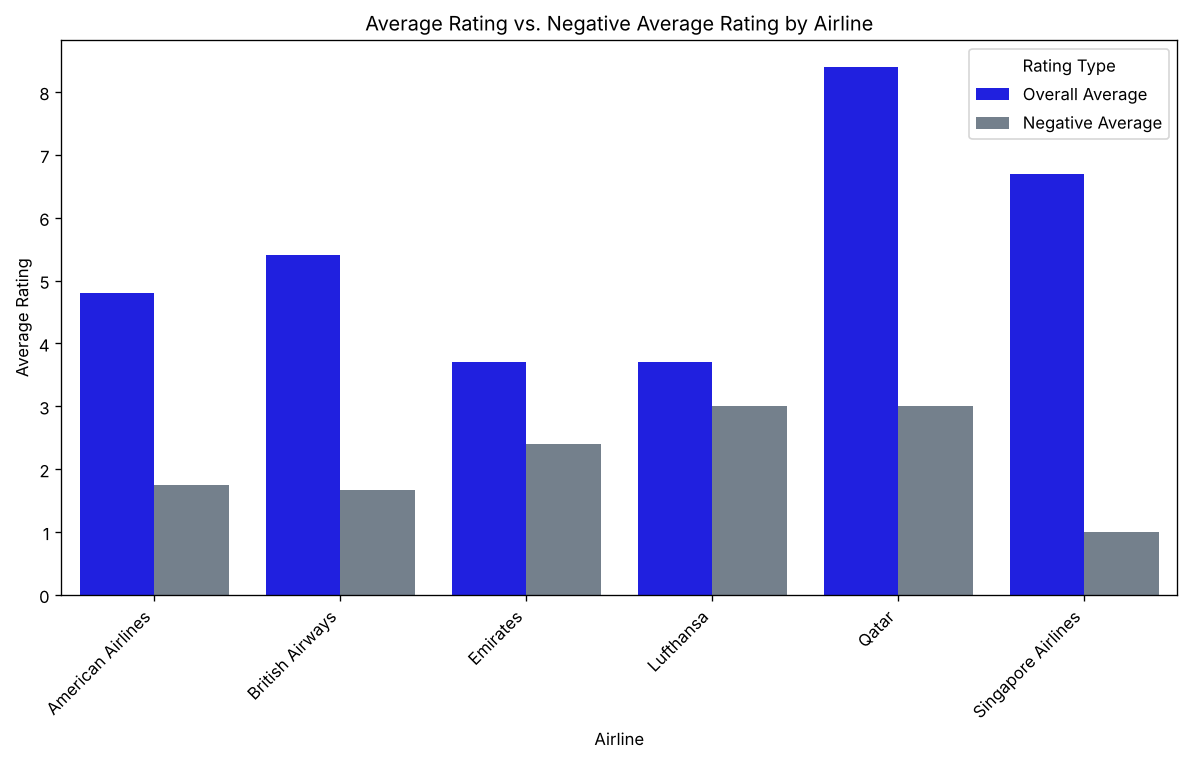 Average Rating vs. Negative Average Rating by Airline
Rating Type
Overall Average
Negative Average
Average Rating
8
7
6
5
4
3
2
1
0
American Airlines
British Airways
Emirates
Lufthansa
Qatar
Singapore Airlines
Airline